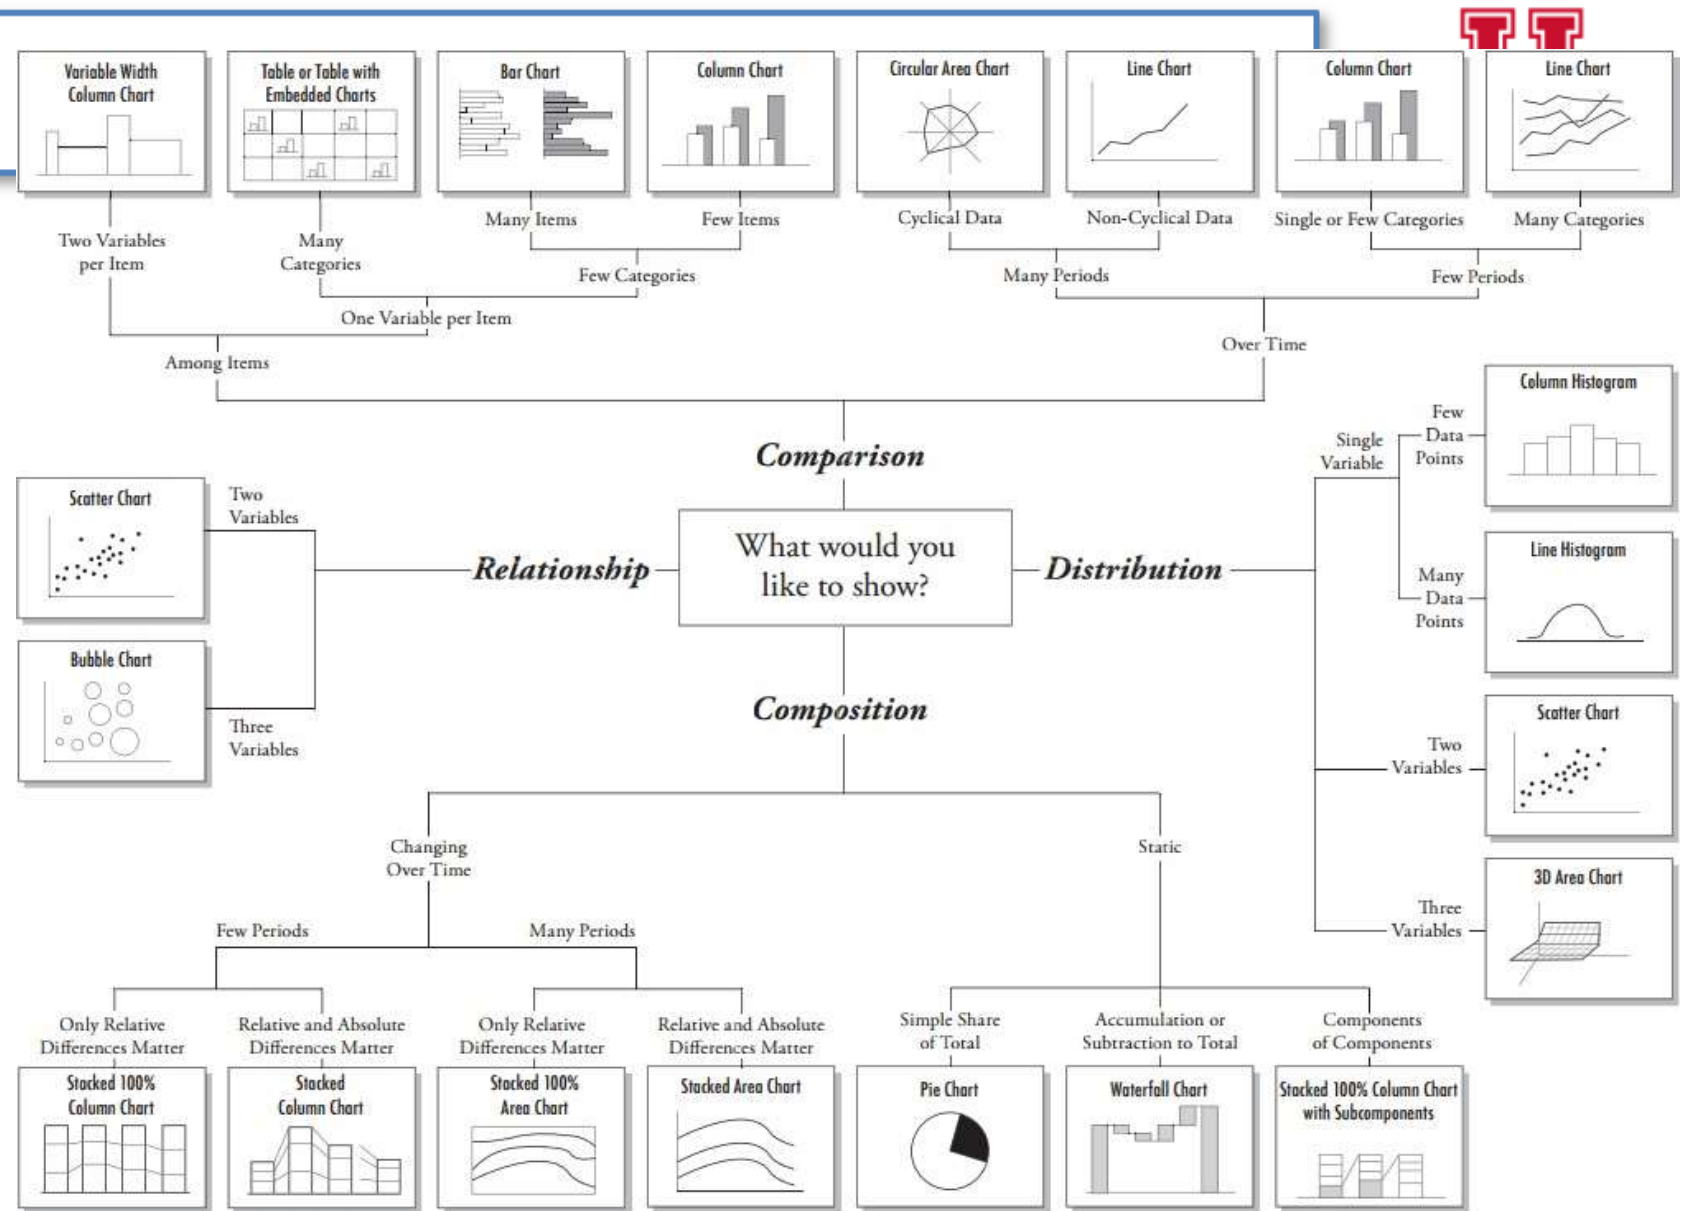 Variable Width
Column Chart
Table or Table with
Embedded Charts
Bar Chart
Column Chart
Circular Area Chart
Line Chart
Column Chart
Line Chart
Two Variables
per Item
Many
Categories
Many Items
Few Items
Cyclical Data
Non-Cyclical Data
Single or Few Categories
Many Categories
Few Categories
Many Periods
Few Periods
One Variable per Item
Among Items
Over Time
Comparison
What would you
like to show?
Relationship
Two
Variables
Scatter Chart
Three
Variables
Bubble Chart
Distribution
Single
Variable
Few
Data
Points
Column Histogram
Many
Data
Points
Line Histogram
Two
Variables
Scatter Chart
Three
Variables
3D Area Chart
Composition
Changing
Over Time
Static
Few Periods
Many Periods
Only Relative
Differences Matter
Relative and Absolute
Differences Matter
Only Relative
Differences Matter
Relative and Absolute
Differences Matter
Simple Share
of Total
Accumulation or
Subtraction to Total
Components
of Components
Stacked 100%
Column Chart
Stacked
Column Chart
Stacked 100%
Area Chart
Stacked Area Chart
Pie Chart
Waterfall Chart
Stacked 100% Column Chart
with Subcomponents